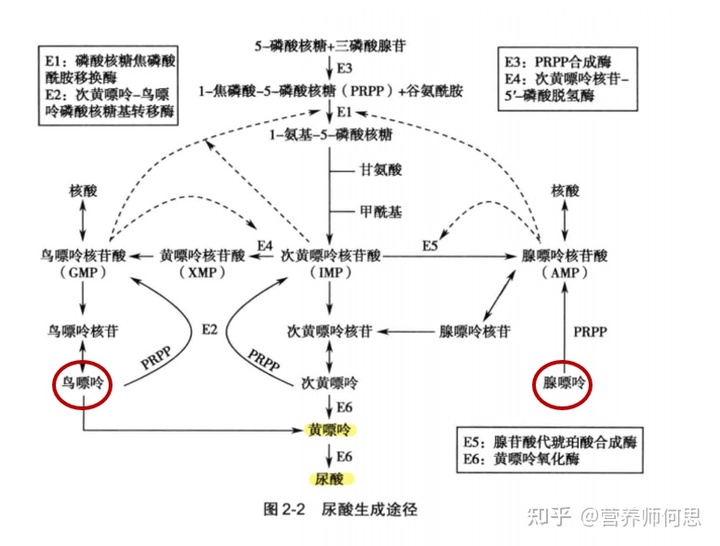 5-磷酸核糖+三磷酸腺苷
E1：磷酸核糖焦磷酸
酰胺移换酶
E2：次黄嘌呤-鸟嘌
呤磷酸核糖基转移酶
E3
E3：PRPP合成酶
E4：次黄嘌呤核苷-
5′-磷酸脱氢酶
1-焦磷酸-5-磷酸核糖（PRPP）+谷氨酰胺
E1
1-氨基-5-磷酸核糖
甘氨酸
核酸
核酸
甲酰基
E4
E5
鸟嘌呤核苷酸
（GMP）
黄嘌呤核苷酸
（XMP）
次黄嘌呤核苷酸
（IMP）
腺嘌呤核苷酸
（AMP）
鸟嘌呤核苷
E2
次黄嘌呤核苷
腺嘌呤核苷
PRPP
PRPP
PRPP
鸟嘌呤
次黄嘌呤
腺嘌呤
E6
黄嘌呤
E6
尿酸
E5：腺苷酸代琥珀酸合成酶
E6：黄嘌呤氧化酶
图 2-2 尿酸生成途径
知乎 @营养师何思